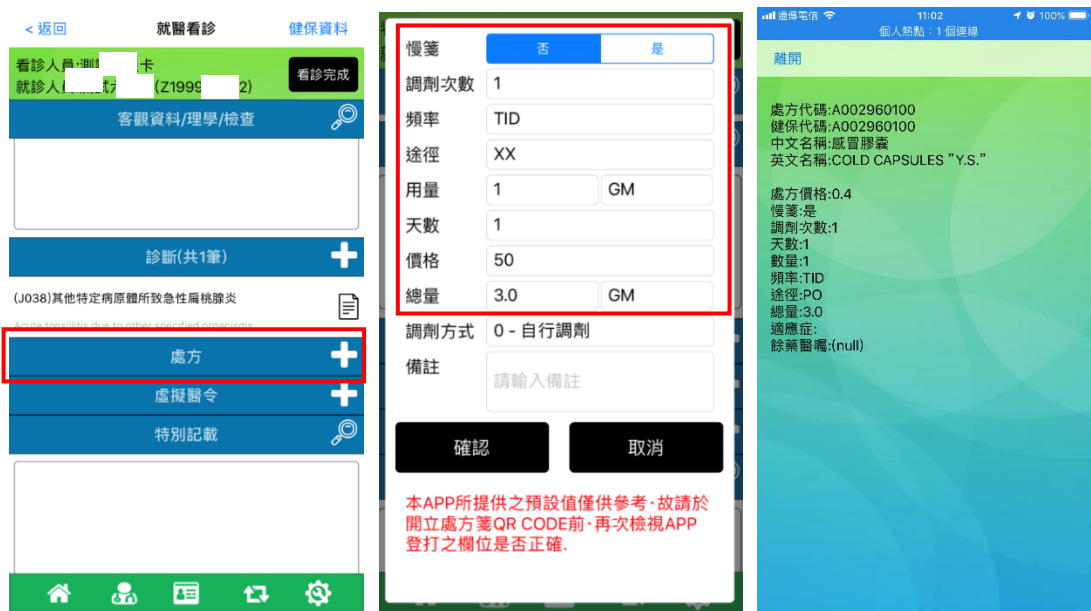 < 返回
就醫看診
健保資料
看診人員:測 卡
就診人 (Z1999 2)
看診完成
客觀資料/理學/檢查
診斷(共1筆)
(J038)其他特定病原體所致急性扁桃腺炎
Acute tonsillitis due to other specified organisms
處方
虛擬醫令
特別記載
慢箋
否
是
調劑次數
1
頻率
TID
途徑
XX
用量
1
GM
天數
1
價格
50
總量
3.0
GM
調劑方式
0 - 自行調劑
備註
請輸入備註
確認
取消
本APP所提供之預設值僅供參考,故請於
開立處方箋QR CODE前,再次檢視APP
登打之欄位是否正確.
遠傳電信
11:02
100%
個人熱點:1 個連線
離開
處方代碼:A002960100
健保代碼:A002960100
中文名稱:感冒膠囊
英文名稱:COLD CAPSULES "Y.S."
處方價格:0.4
慢箋:是
調劑次數:1
天數:1
數量:1
頻率:TID
途徑:PO
總量:3.0
適應症:
餘藥醫囑:(null)